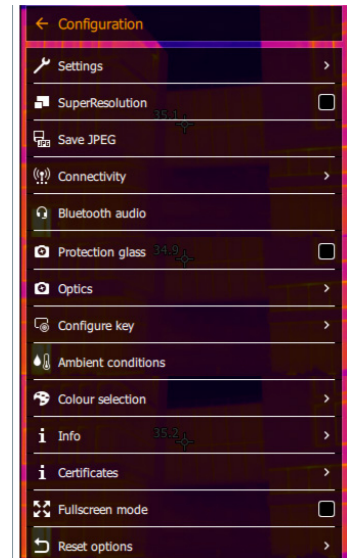 Configuration
Settings
SuperResolution
35.1
JPG
Save JPEG
Connectivity
Bluetooth audio
Protection glass
34.9
Optics
Configure key
Ambient conditions
Colour selection
Info
35.2
Certificates
Fullscreen mode
Reset options